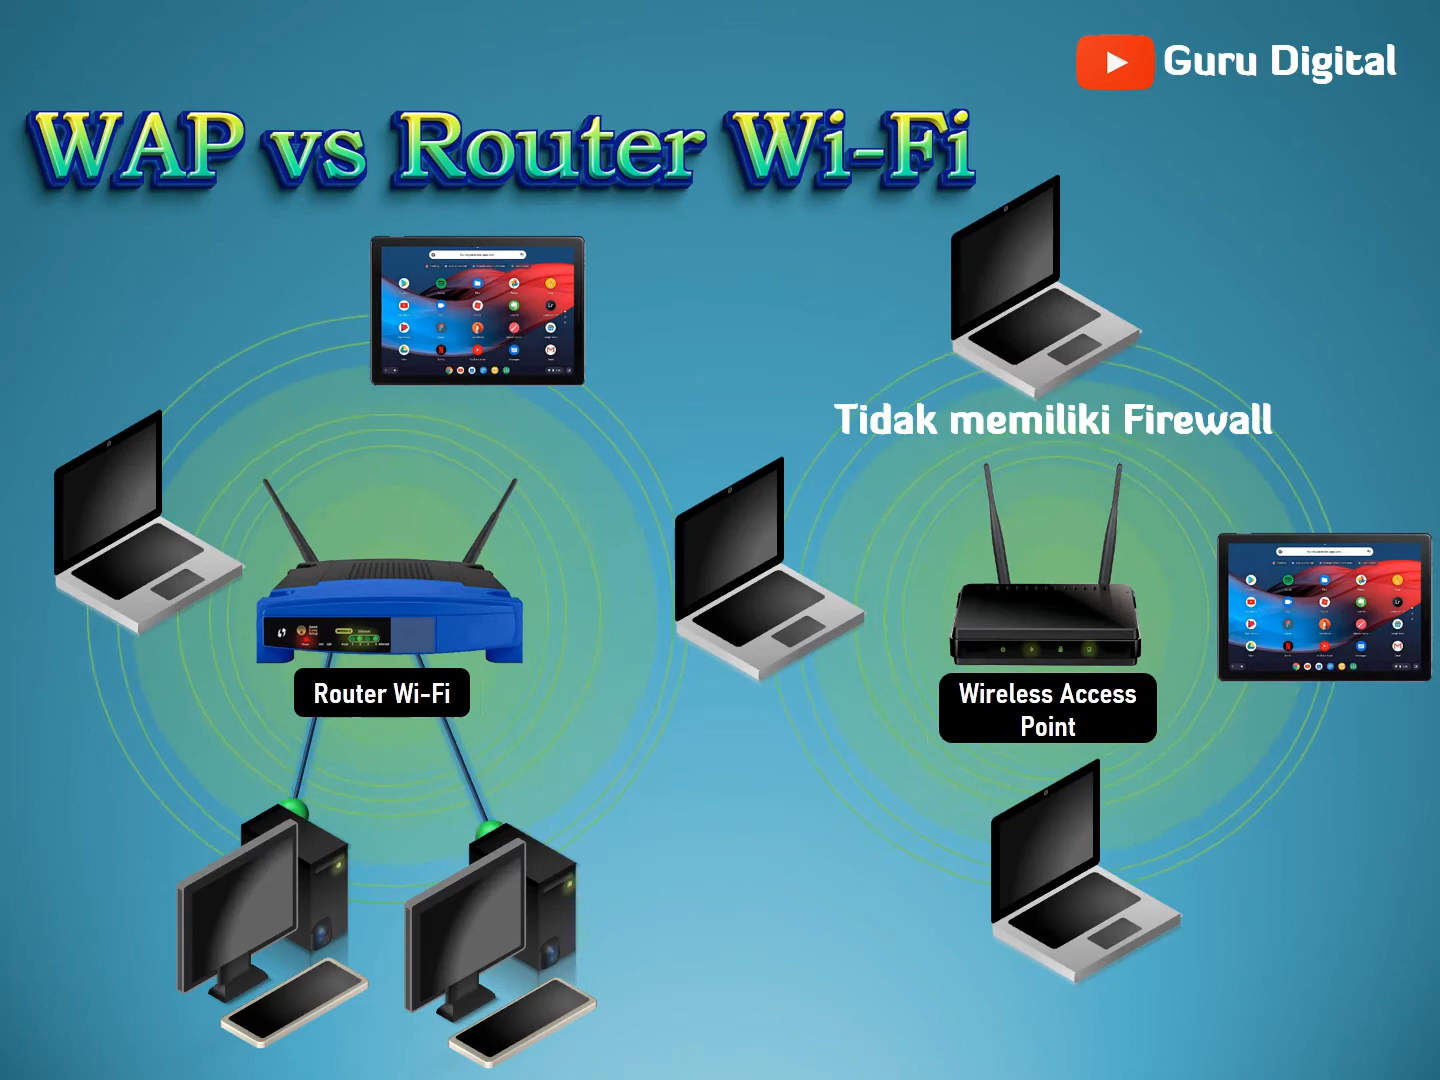 Guru Digital
WAP vs Router Wi-Fi
Tidak memiliki Firewall
Router Wi-Fi
Wireless Access
Point